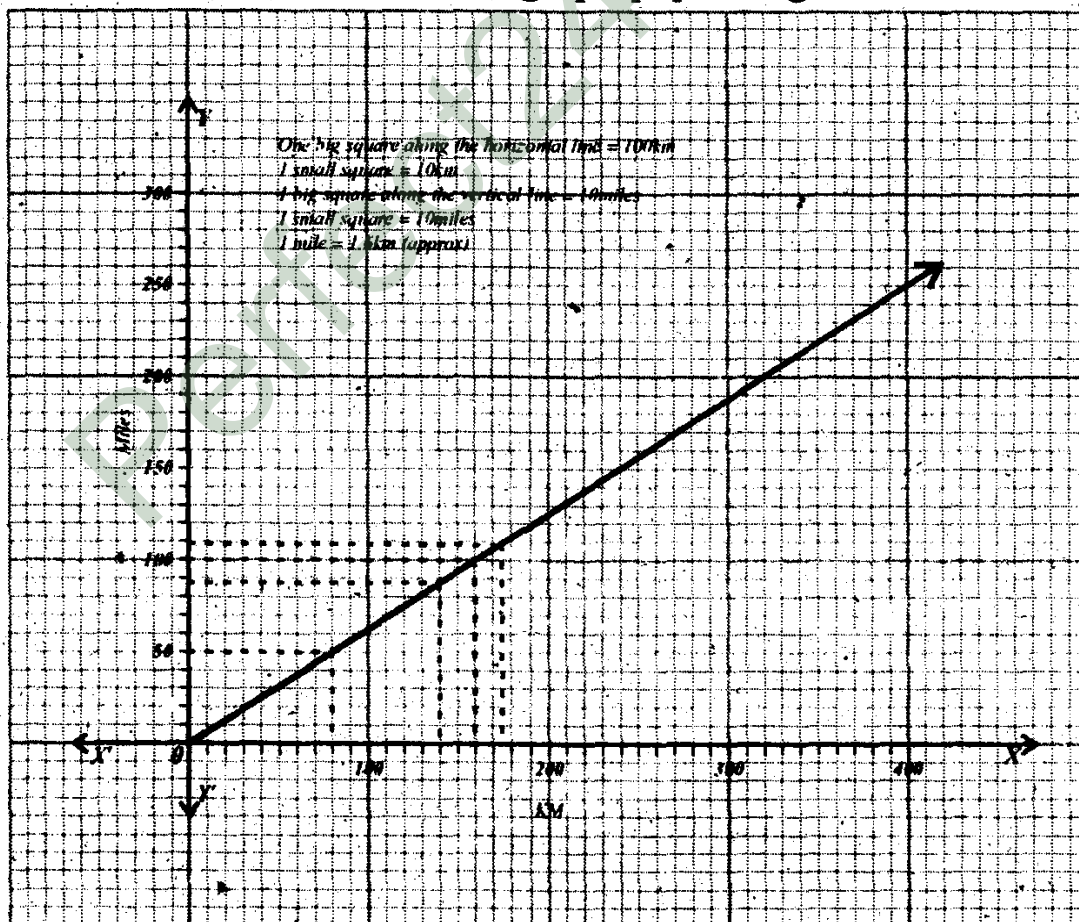 Perfect24
Y
One big square along the horizontal line = 100km
1 small square = 10km
1 big square along the vertical line = 10miles
1 small square = 10miles
1 mile = 1.6km (approx)
300
250
200
Miles
150
100
50
X' 0 100 200 300 400 X
Y'
KM